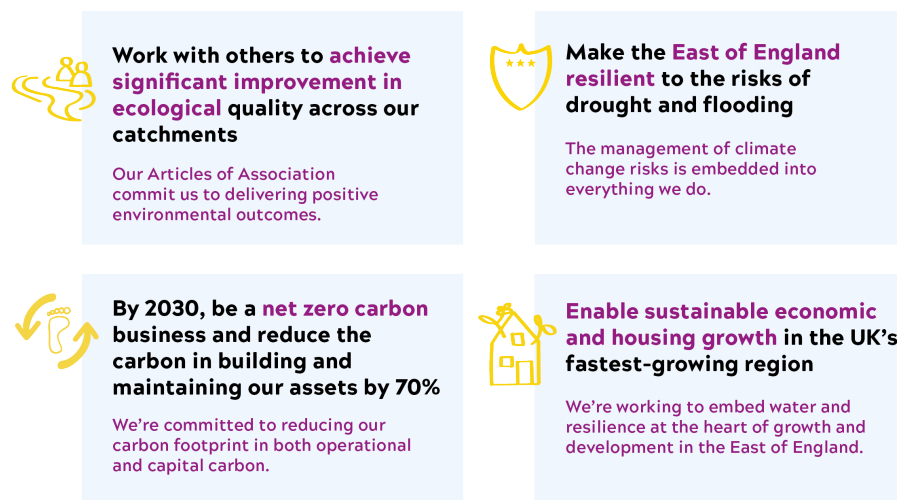 Work with others to achieve
significant improvement in
ecological quality across our
catchments
Our Articles of Association
commit us to delivering positive
environmental outcomes.
Make the East of England
resilient to the risks of
drought and flooding
The management of climate
change risks is embedded into
everything we do.
By 2030, be a net zero carbon
business and reduce the
carbon in building and
maintaining our assets by 70%
We’re committed to reducing our
carbon footprint in both operational
and capital carbon.
Enable sustainable economic
and housing growth in the UK’s
fastest-growing region
We’re working to embed water and
resilience at the heart of growth and
development in the East of England.